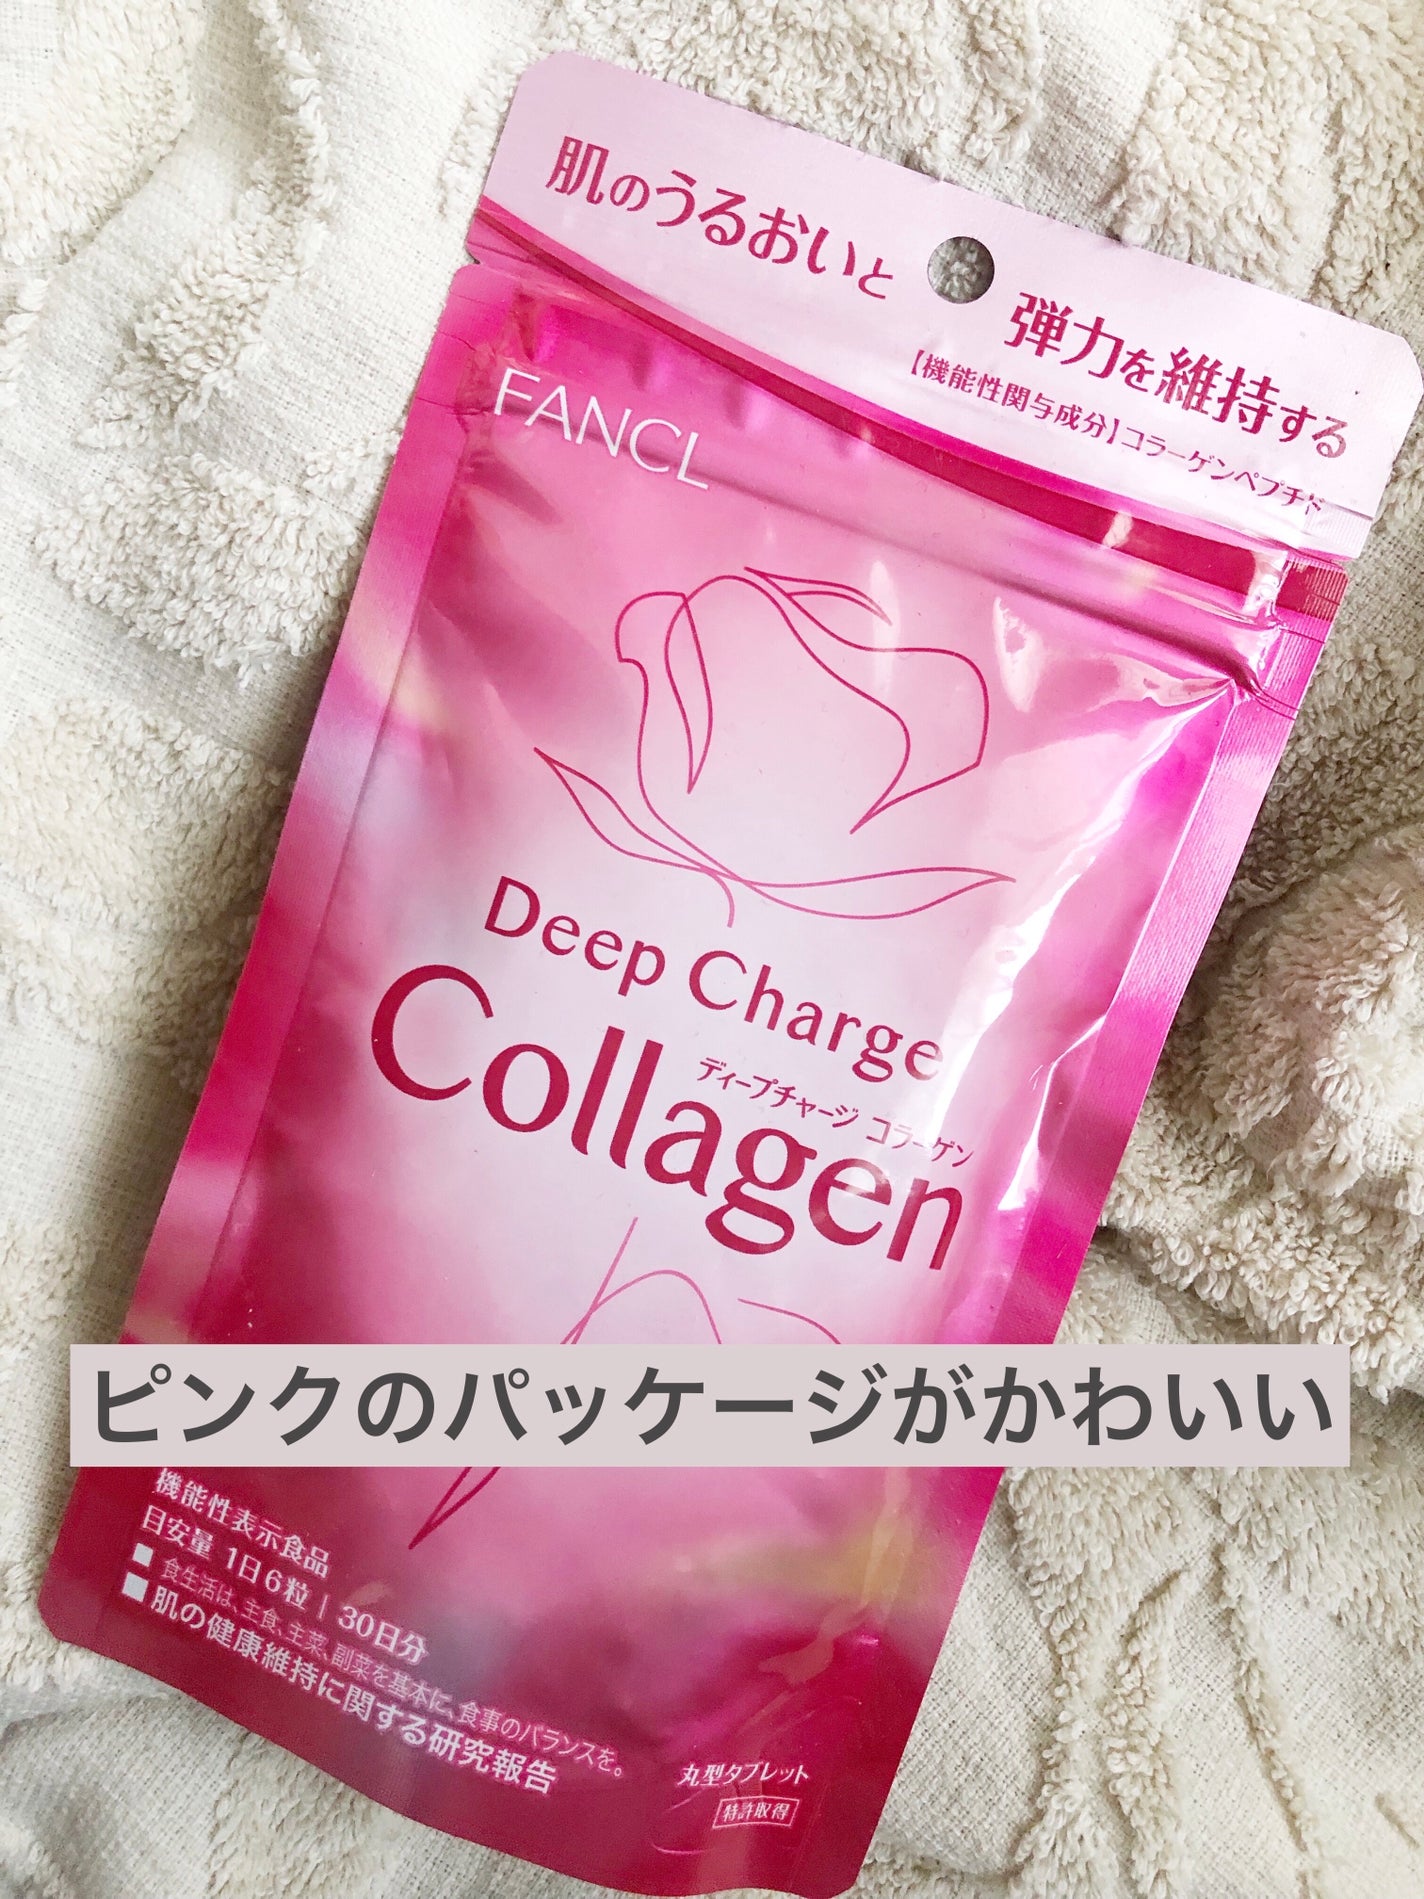 肌のうるおいと 弾力を維持する
【機能性関与成分】コラーゲンペプチド
FANCL
Deep Charge
Collagen
ディープチャージ コラーゲン
ピンクのパッケージがかわいい
機能性表示食品
目安量 1日6粒 | 30日分
■ 食生活は、主食、主菜、副菜を基本に、食事のバランスを。
■ 肌の健康維持に関する研究報告
丸型タブレット
特許取得